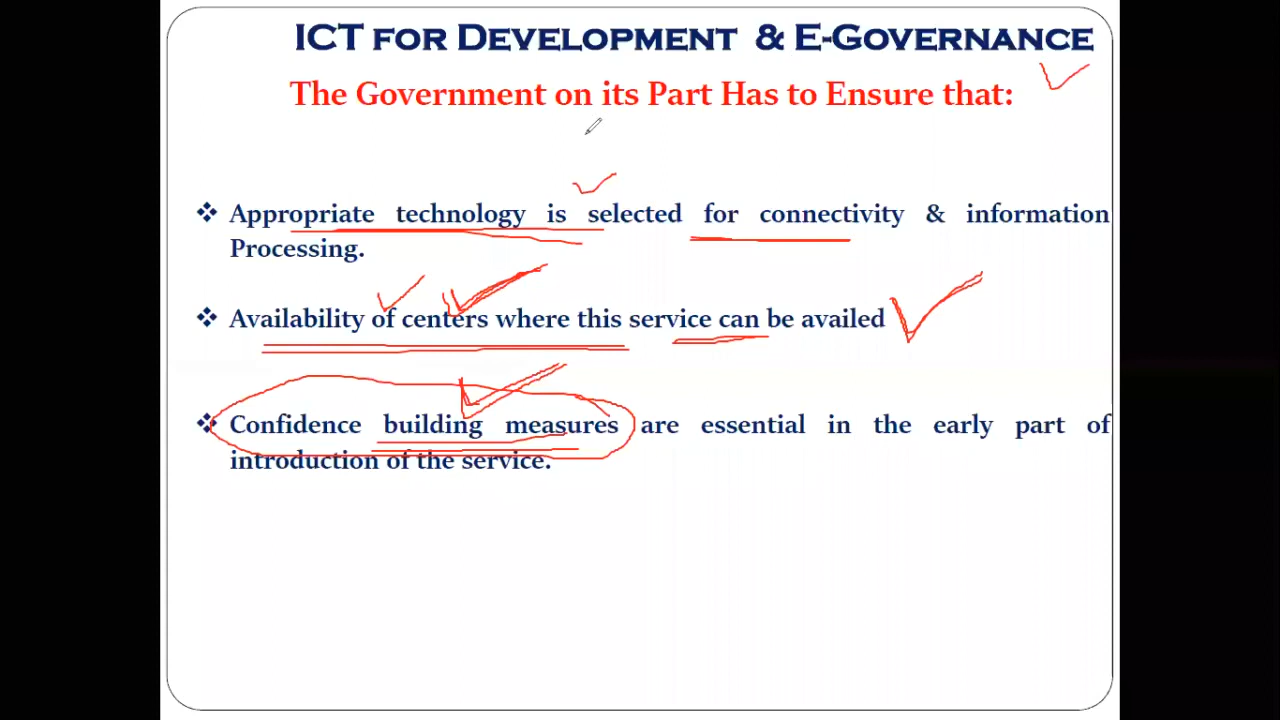 ICT for Development & E-Governance
The Government on its Part Has to Ensure that:
❖ Appropriate technology is selected for connectivity & information
Processing.
❖ Availability of centers where this service can be availed
❖ Confidence building measures are essential in the early part of
introduction of the service.